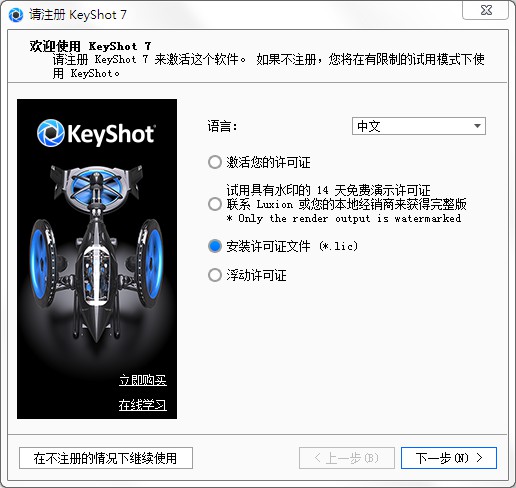 请注册 KeyShot 7
欢迎使用 KeyShot 7
请注册 KeyShot 7 来激活这个软件。 如果不注册，您将在有限制的试用模式下使
用 KeyShot。
KeyShot
语言：
中文
激活您的许可证
试用具有水印的 14 天免费演示许可证
联系 Luxion 或您的本地经销商来获得完整版
* Only the render output is watermarked
安装许可证文件 (*.lic)
浮动许可证
立即购买
在线学习
在不注册的情况下继续使用
< 上一步(B)
下一步(N) >